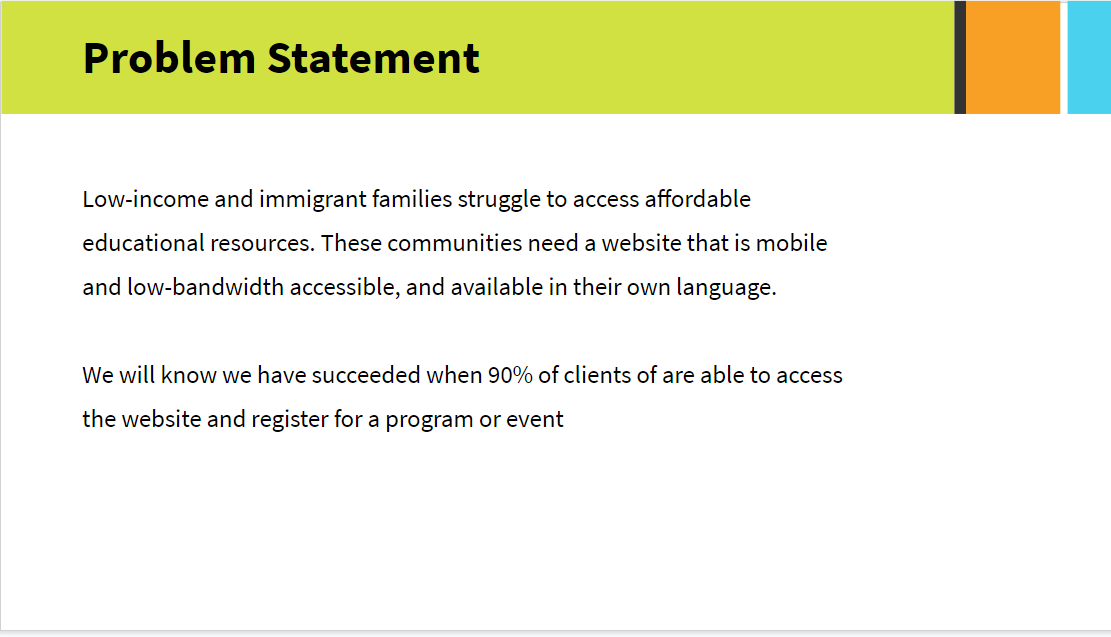 Problem Statement
Low-income and immigrant families struggle to access affordable
educational resources. These communities need a website that is mobile
and low-bandwidth accessible, and available in their own language.
We will know we have succeeded when 90% of clients of are able to access
the website and register for a program or event